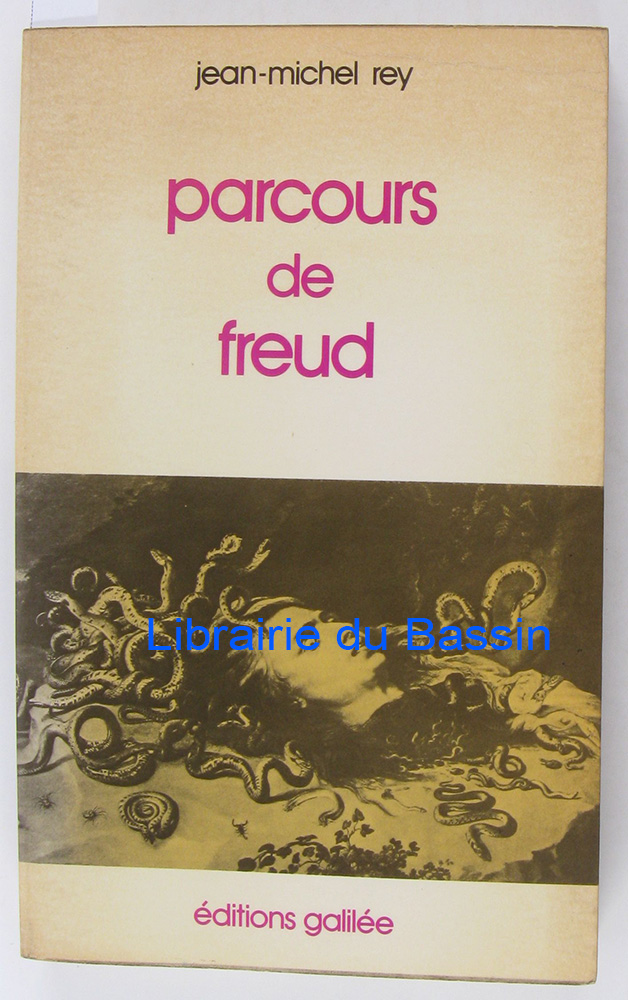 jean-michel rey
parcours
de
freud
Librairie du Bassin
éditions galilée